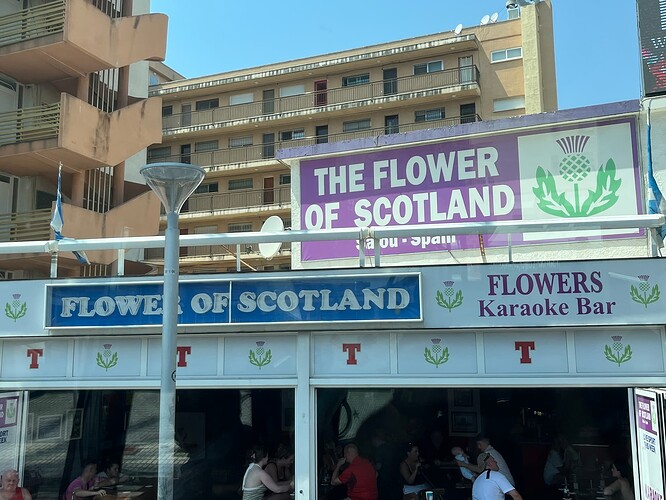 THE FLOWER
OF SCOTLAND
Salou - Spain
FLOWER OF SCOTLAND
FLOWERS
Karaoke Bar
T
T
T
T